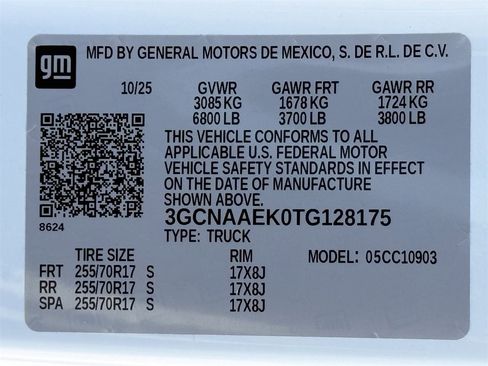 gm MFD BY GENERAL MOTORS DE MEXICO, S. DE R.L. DE C.V.
10/25 GVWR GAWR FRT GAWR RR
3085 KG 1678 KG 1724 KG
6800 LB 3700 LB 3800 LB
THIS VEHICLE CONFORMS TO ALL
APPLICABLE U.S. FEDERAL MOTOR
VEHICLE SAFETY STANDARDS IN EFFECT
ON THE DATE OF MANUFACTURE
SHOWN ABOVE.
3GCNAAEK0TG128175
8624
TYPE: TRUCK
TIRE SIZE RIM MODEL: 05CC10903
FRT 255/70R17 S 17X8J
RR 255/70R17 S 17X8J
SPA 255/70R17 S 17X8J